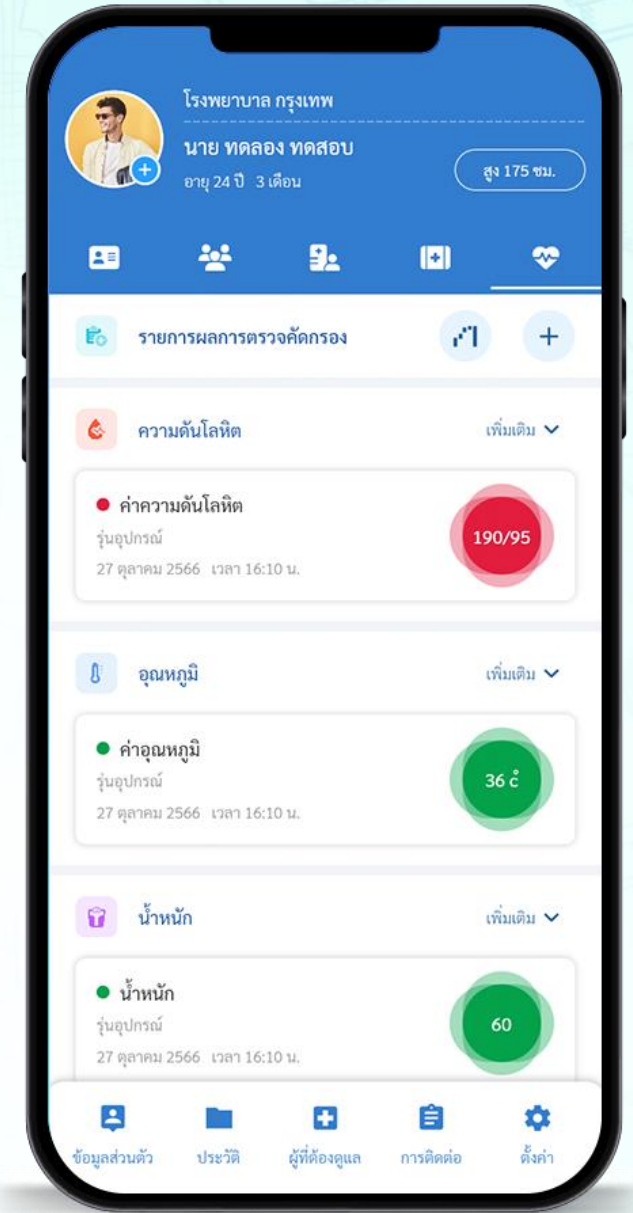 โรงพยาบาล กรุงเทพ
นาย ทดลอง ทดสอบ
อายุ 24 ปี 3 เดือน
สูง 175 ซม.
รายการผลการตรวจคัดกรอง
ความดันโลหิต
เพิ่มเติม
ค่าความดันโลหิต
รุ่นอุปกรณ์
27 ตุลาคม 2566 เวลา 16:10 น.
190/95
อุณหภูมิ
เพิ่มเติม
ค่าอุณหภูมิ
รุ่นอุปกรณ์
27 ตุลาคม 2566 เวลา 16:10 น.
36 c̊
น้ำหนัก
เพิ่มเติม
น้ำหนัก
รุ่นอุปกรณ์
27 ตุลาคม 2566 เวลา 16:10 น.
60
ข้อมูลส่วนตัว
ประวัติ
ผู้ที่ต้องดูแล
การติดต่อ
ตั้งค่า